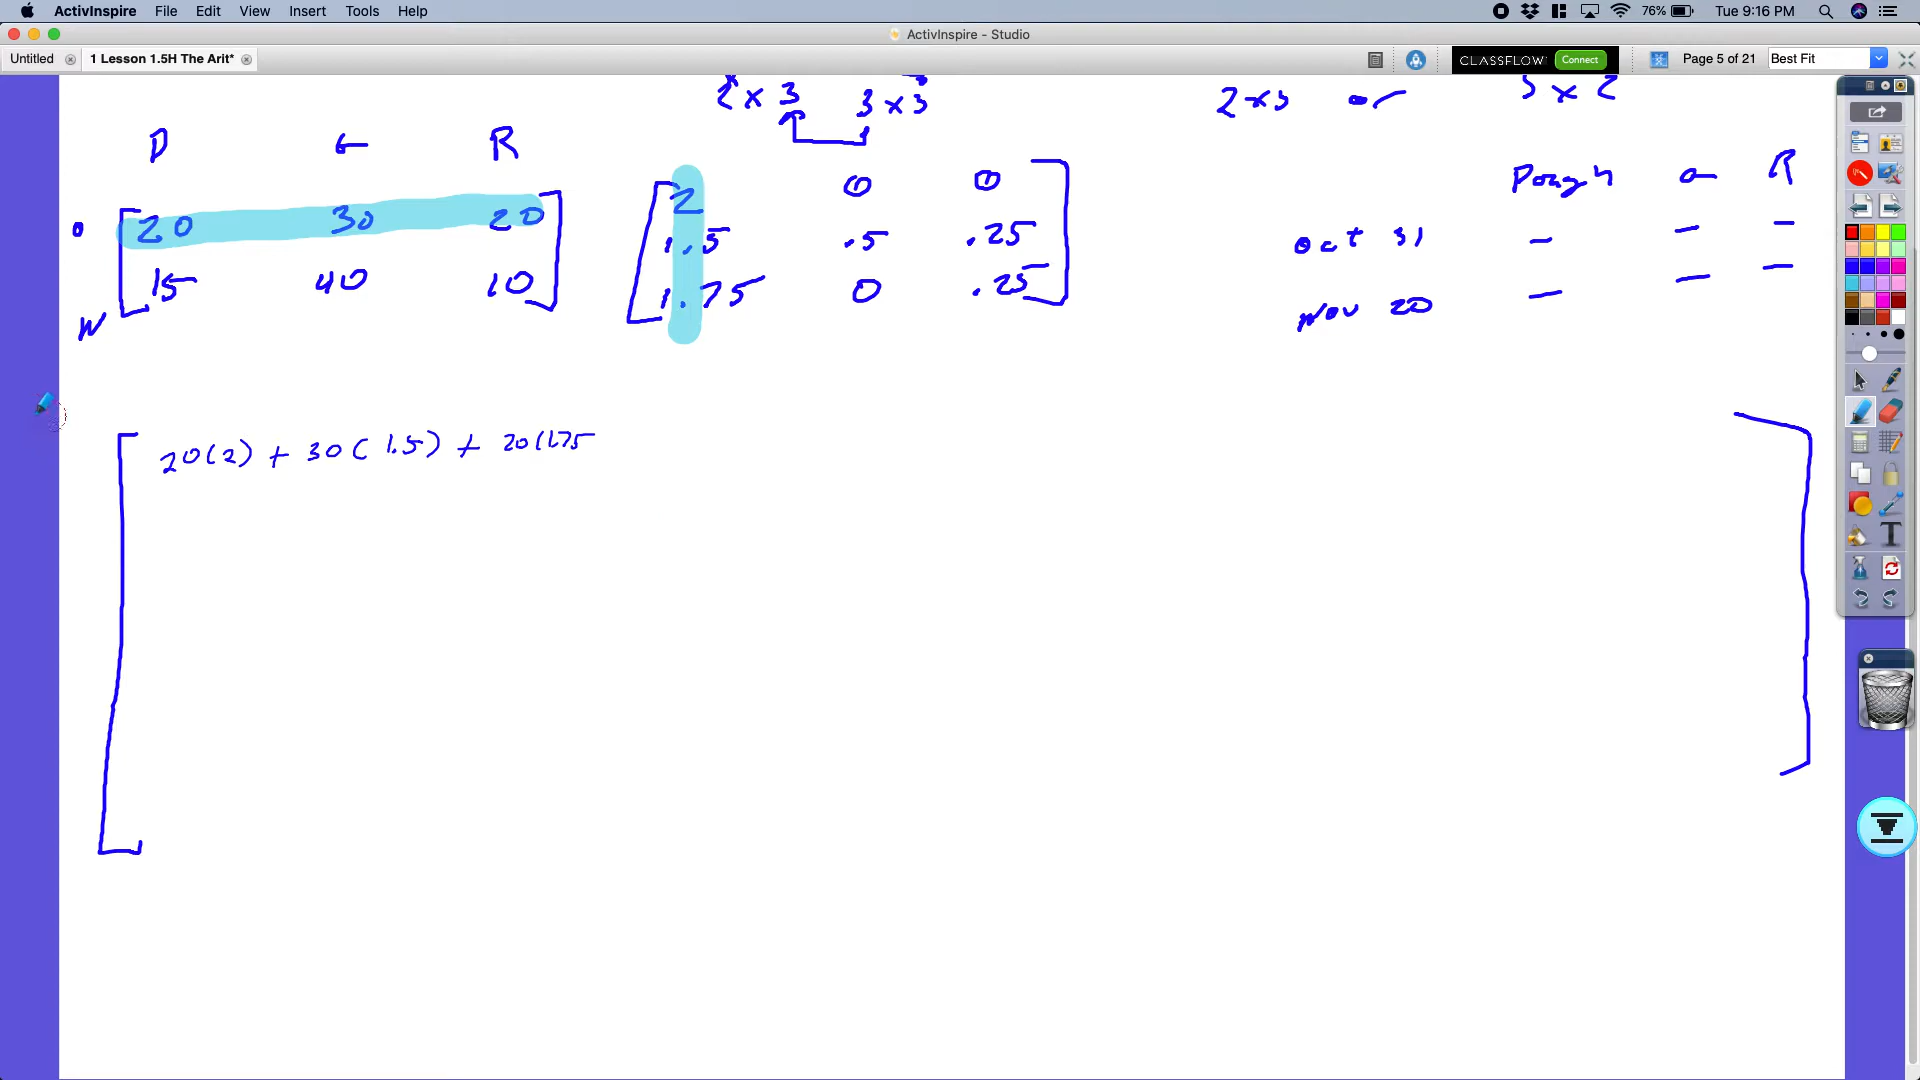 ActivInspire File Edit View Insert Tools Help 76% Tue 9:16 PM
ActivInspire - Studio
Untitled 1 Lesson 1.5H The Arit* CLASSFLOW Connect Page 5 of 21 Best Fit
2 x 3 3 x 3 2 x 3 or 3 x 2
D R
Dough R
O 20 30 20 2 0 0
1.5 .5 .25 Oct 31 - - -
15 40 10 1.75 0 .25 Nov 20 - - -
W
20(2) + 30(1.5) + 20(1.75
T